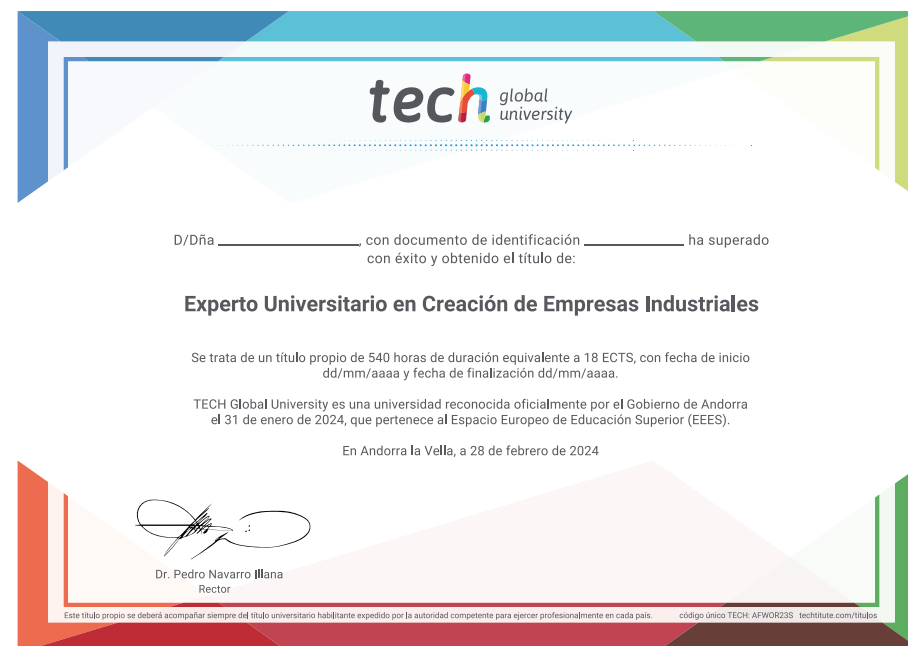 tech global university
D/Dña ____________________, con documento de identificación ______________ ha superado
con éxito y obtenido el título de:
Experto Universitario en Creación de Empresas Industriales
Se trata de un título propio de 540 horas de duración equivalente a 18 ECTS, con fecha de inicio
dd/mm/aaaa y fecha de finalización dd/mm/aaaa.
TECH Global University es una universidad reconocida oficialmente por el Gobierno de Andorra
el 31 de enero de 2024, que pertenece al Espacio Europeo de Educación Superior (EEES).
En Andorra la Vella, a 28 de febrero de 2024
Dr. Pedro Navarro Illana
Rector
Este título propio se deberá acompañar siempre del título universitario habilitante expedido por la autoridad competente para ejercer profesionalmente en cada país. código único TECH: AFWOR23S techtitute.com/titulos